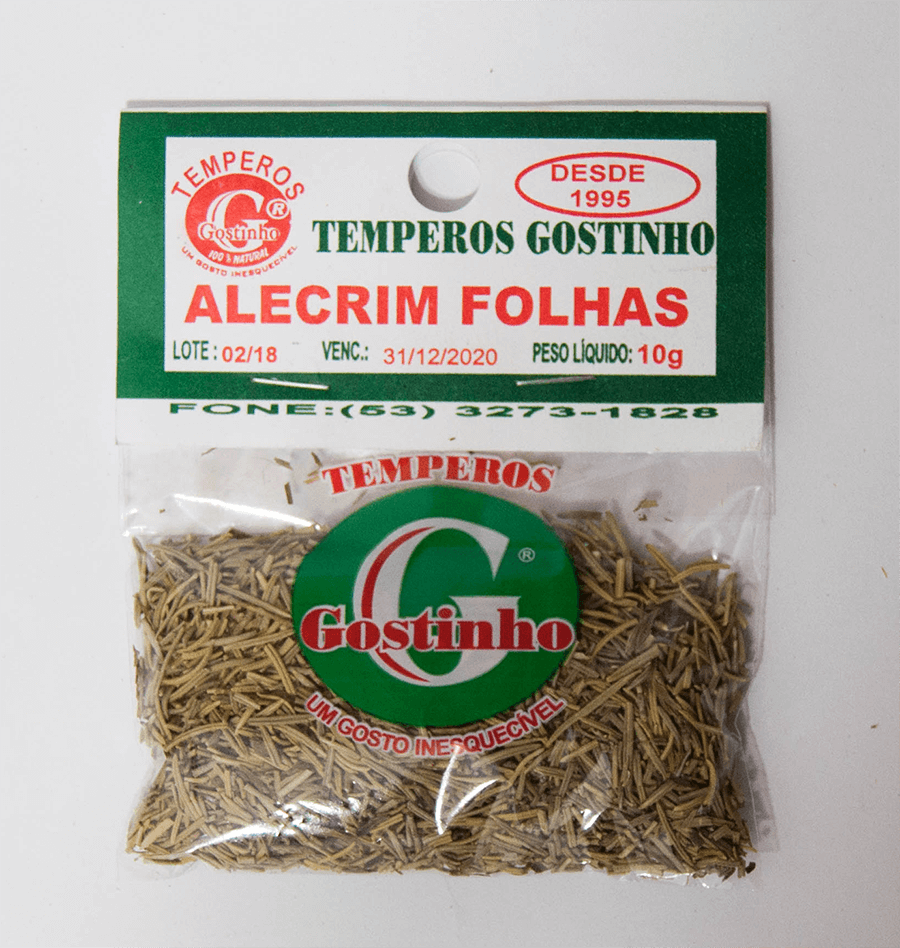 TEMPEROS
G ®
Gostinho
100% NATURAL
UM GOSTO INESQUECÍVEL
DESDE
1995
TEMPEROS GOSTINHO
ALECRIM FOLHAS
LOTE: 02/18 VENC.: 31/12/2020 PESO LÍQUIDO: 10g
FONE:(53) 3273-1828
TEMPEROS
G ®
Gostinho
UM GOSTO INESQUECÍVEL